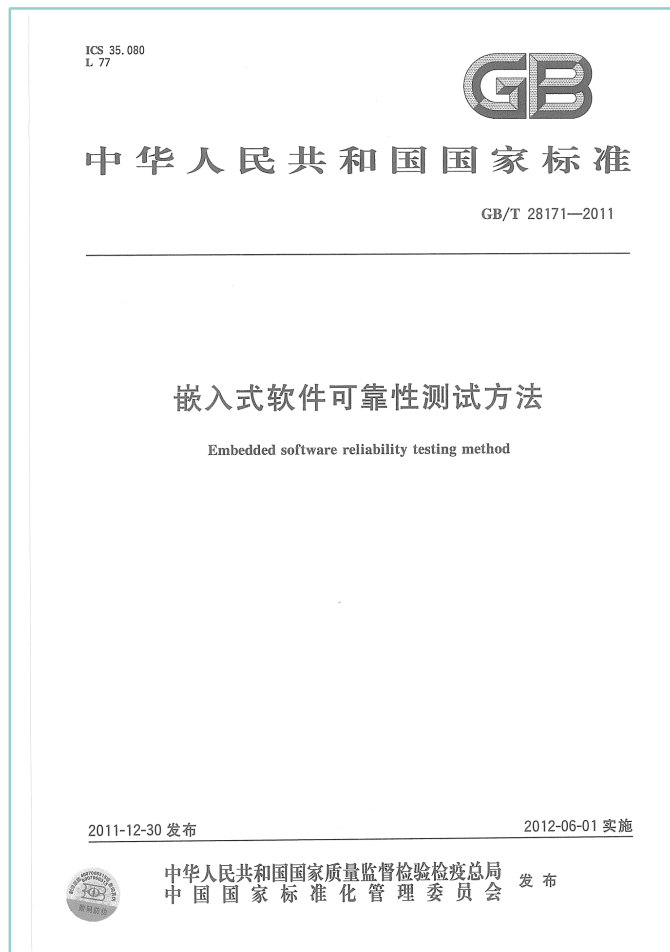 ICS 35.080
L 77
GB
中华人民共和国国家标准
GB/T 28171—2011
嵌入式软件可靠性测试方法
Embedded software reliability testing method
2011-12-30 发布
2012-06-01 实施
中华人民共和国国家质量监督检验检疫总局
中国国家标准化管理委员会
发布
数码防伪